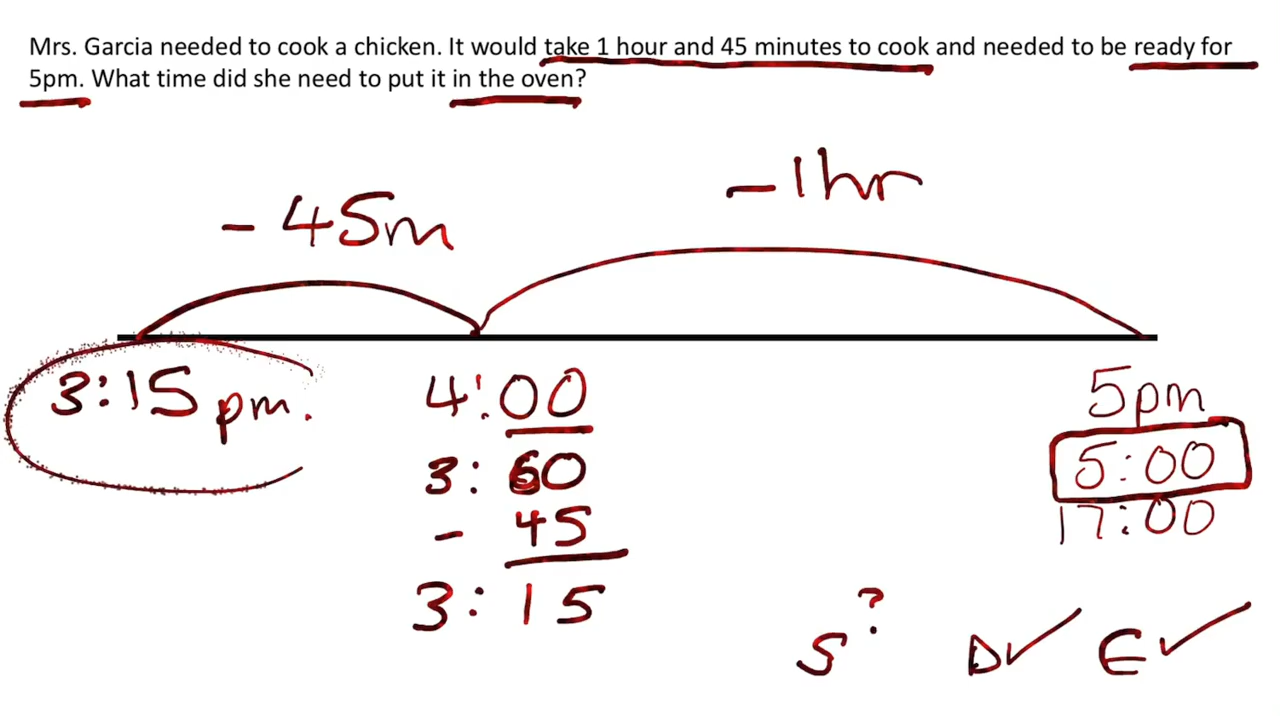 Mrs. Garcia needed to cook a chicken. It would take 1 hour and 45 minutes to cook and needed to be ready for
5pm. What time did she need to put it in the oven?
- 1hr
- 45m
3:15 pm.
4:00
5pm
3:60
5:00
- 45
17:00
3:15
S? D✓ E✓